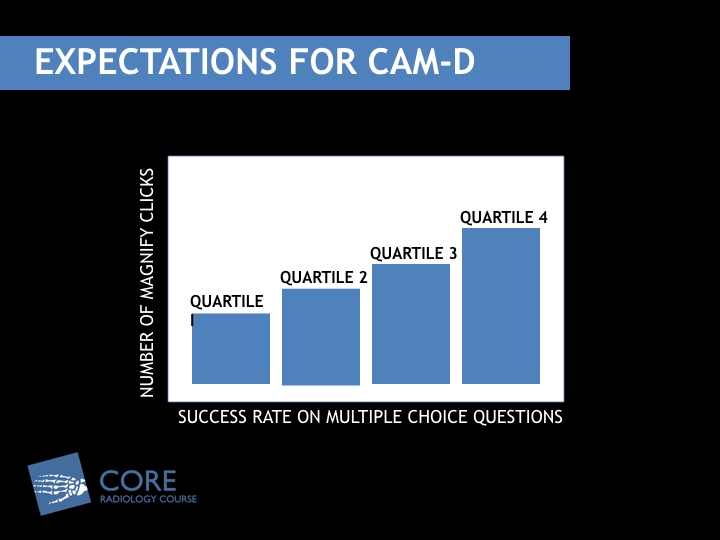 EXPECTATIONS FOR CAM-D
NUMBER OF MAGNIFY CLICKS
QUARTILE
1
QUARTILE 2
QUARTILE 3
QUARTILE 4
SUCCESS RATE ON MULTIPLE CHOICE QUESTIONS
CORE
RADIOLOGY COURSE